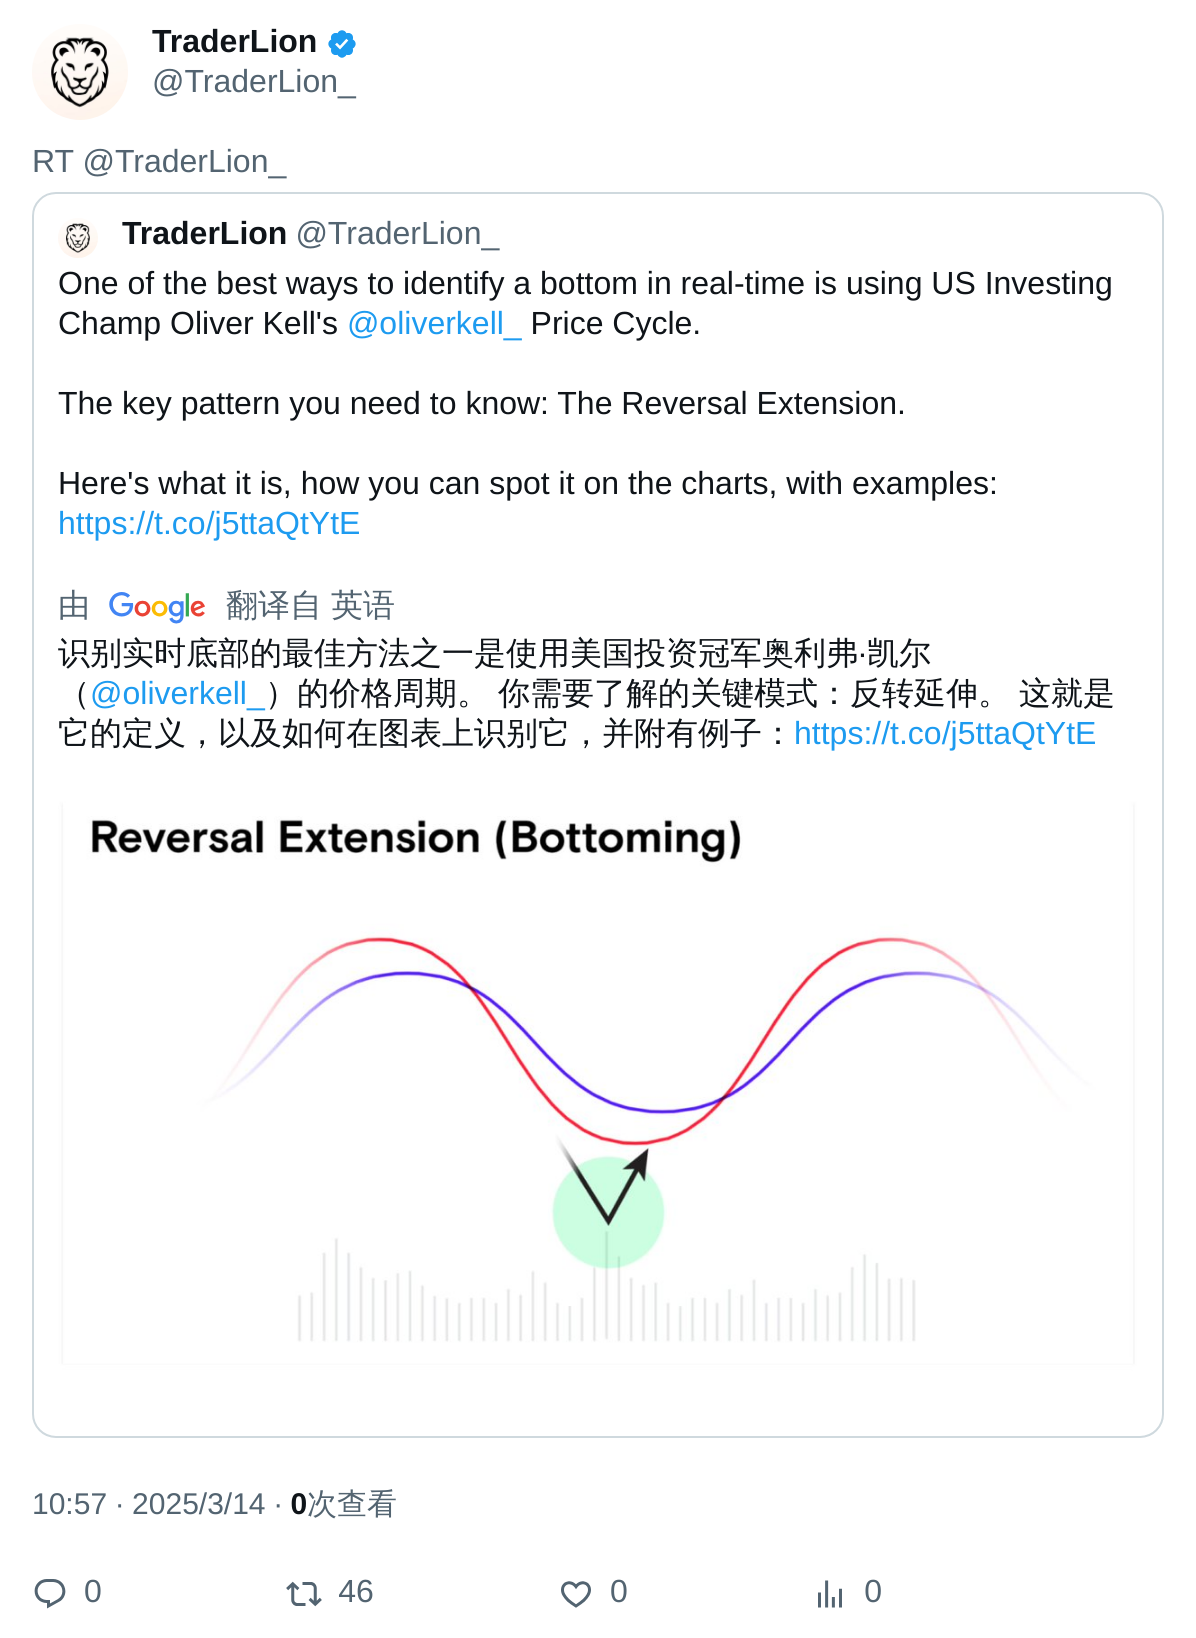 TraderLion
@TraderLion_
RT @TraderLion_
TraderLion @TraderLion_
One of the best ways to identify a bottom in real-time is using US Investing
Champ Oliver Kell's @oliverkell_ Price Cycle.
The key pattern you need to know: The Reversal Extension.
Here's what it is, how you can spot it on the charts, with examples:
https://t.co/j5ttaQtYtE
由 Google 翻译自 英语
识别实时底部的最佳方法之一是使用美国投资冠军奥利弗·凯尔
（@oliverkell_）的价格周期。 你需要了解的关键模式：反转延伸。 这就是
它的定义，以及如何在图表上识别它，并附有例子：https://t.co/j5ttaQtYtE
Reversal Extension (Bottoming)
10:57 · 2025/3/14 · 0次查看
0 46 0 0